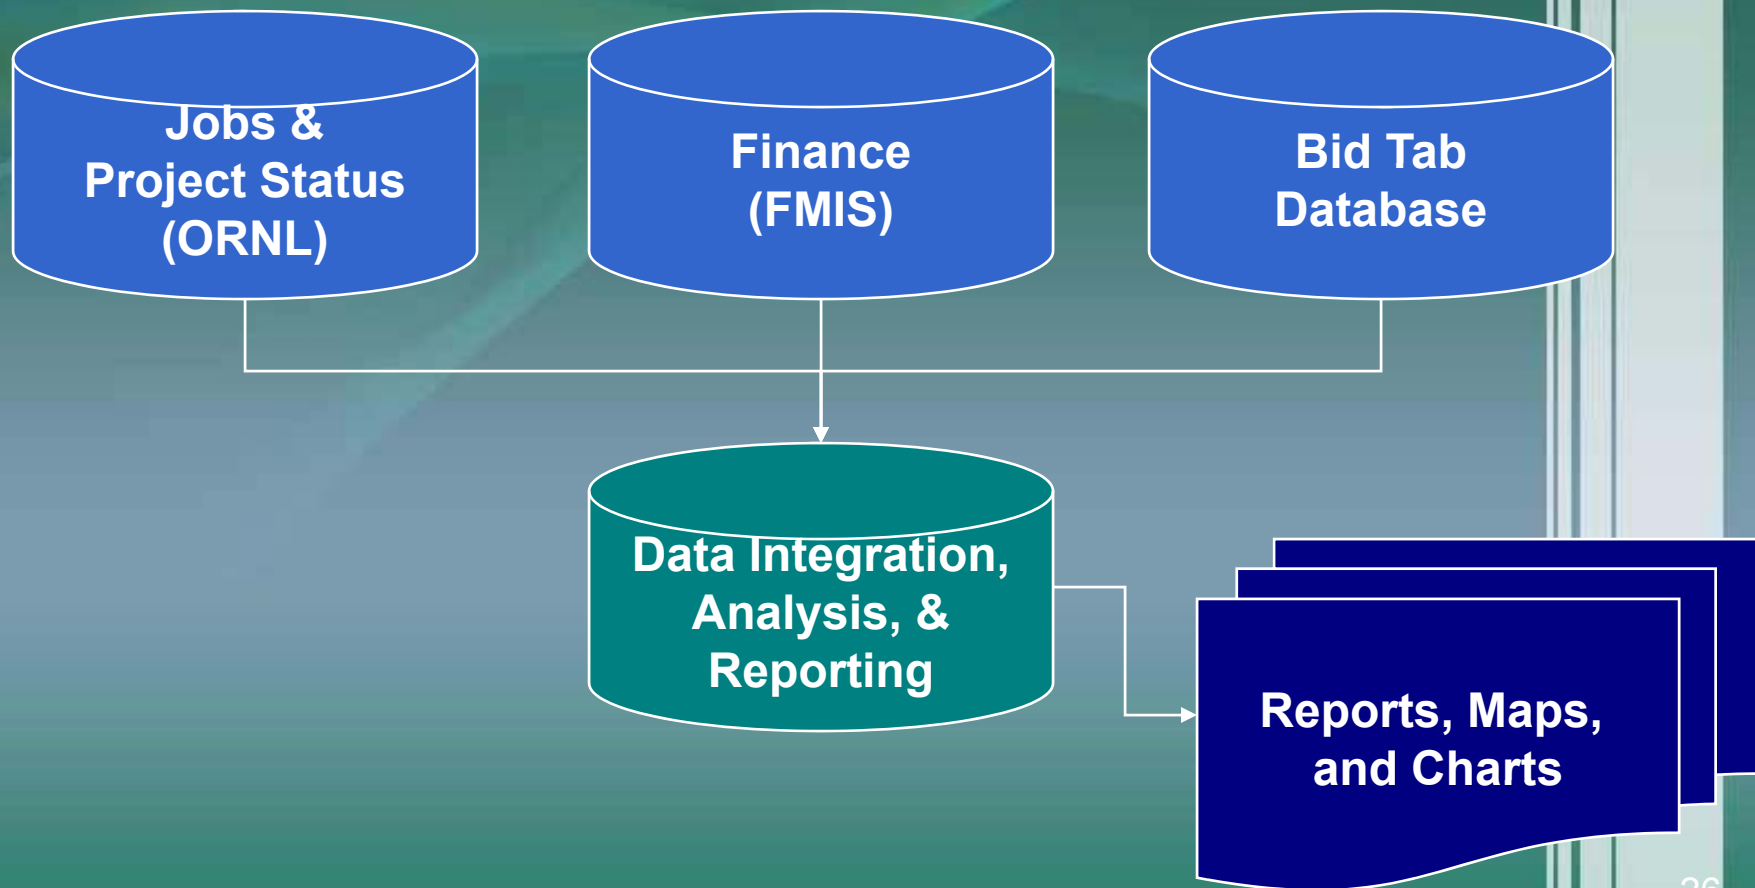 Jobs &
Project Status
(ORNL)
Finance
(FMIS)
Bid Tab
Database
Data Integration,
Analysis, &
Reporting
Reports, Maps,
and Charts